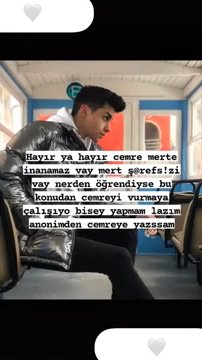 Hayır ya hayır cemre merte
inanamaz vay mert ş@refs!zi
vay nerden öğrendiyse bu
konudan cemreyi vurmaya
çalışıyo bisey yapmam lazım
anonimden cemreye yazssam